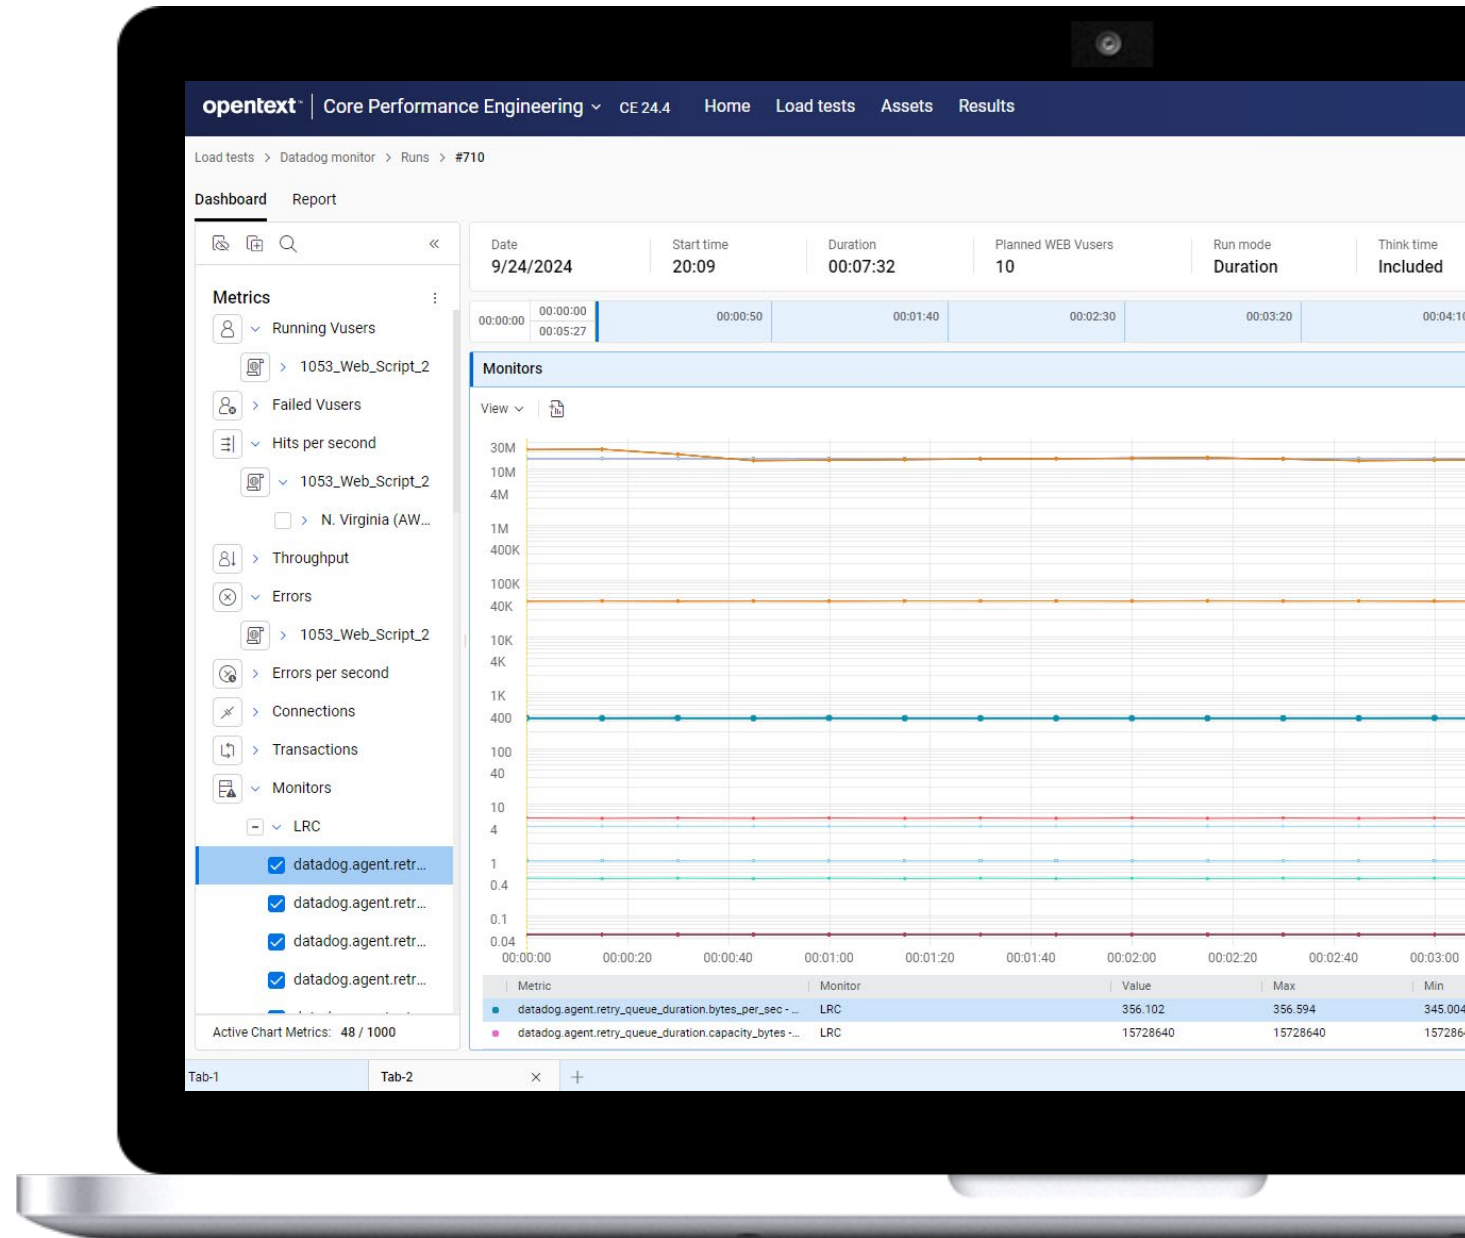 opentext™ | Core Performance Engineering CE 24.4 Home Load tests Assets Results
Load tests > Datadog monitor > Runs > #710
Dashboard Report
Date Start time Duration Planned WEB Vusers Run mode Think time
9/24/2024 20:09 00:07:32 10 Duration Included
Metrics
Running Vusers
1053_Web_Script_2
Failed Vusers
Hits per second
1053_Web_Script_2
N. Virginia (AW...
Throughput
Errors
1053_Web_Script_2
Errors per second
Connections
Transactions
Monitors
LRC
datadog.agent.retr...
datadog.agent.retr...
datadog.agent.retr...
datadog.agent.retr...
Active Chart Metrics: 48 / 1000
00:00:00 00:00:00 00:00:50 00:01:40 00:02:30 00:03:20 00:04:10
00:05:27
Monitors
View
30M
10M
4M
1M
400K
100K
40K
10K
4K
1K
400
100
40
10
4
1
0.4
0.1
0.04
00:00:00 00:00:20 00:00:40 00:01:00 00:01:20 00:01:40 00:02:00 00:02:20 00:02:40 00:03:00
Metric Monitor Value Max Min
datadog.agent.retry_queue_duration.bytes_per_sec - ... LRC 356.102 356.594 345.004
datadog.agent.retry_queue_duration.capacity_bytes -... LRC 15728640 15728640
Tab-1 Tab-2